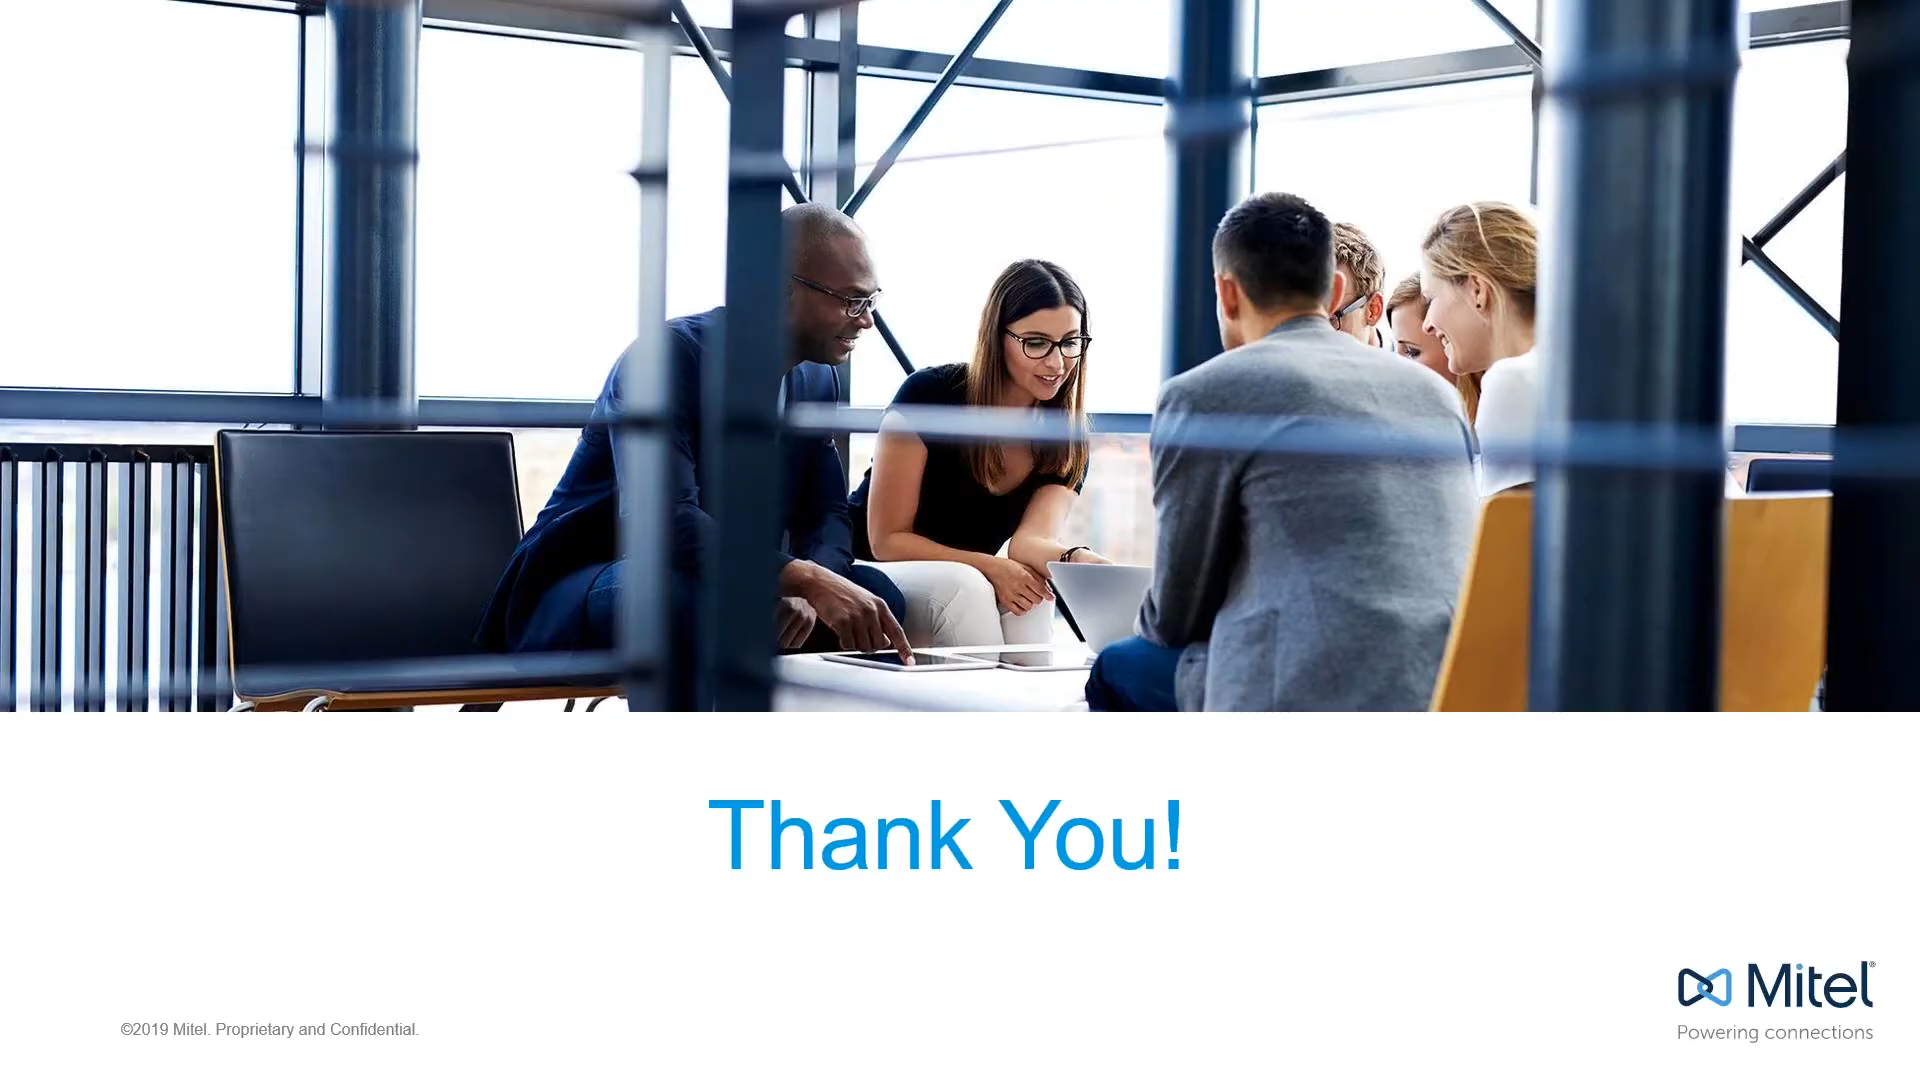 Thank You!
Mitel®
Powering connections
©2019 Mitel. Proprietary and Confidential.